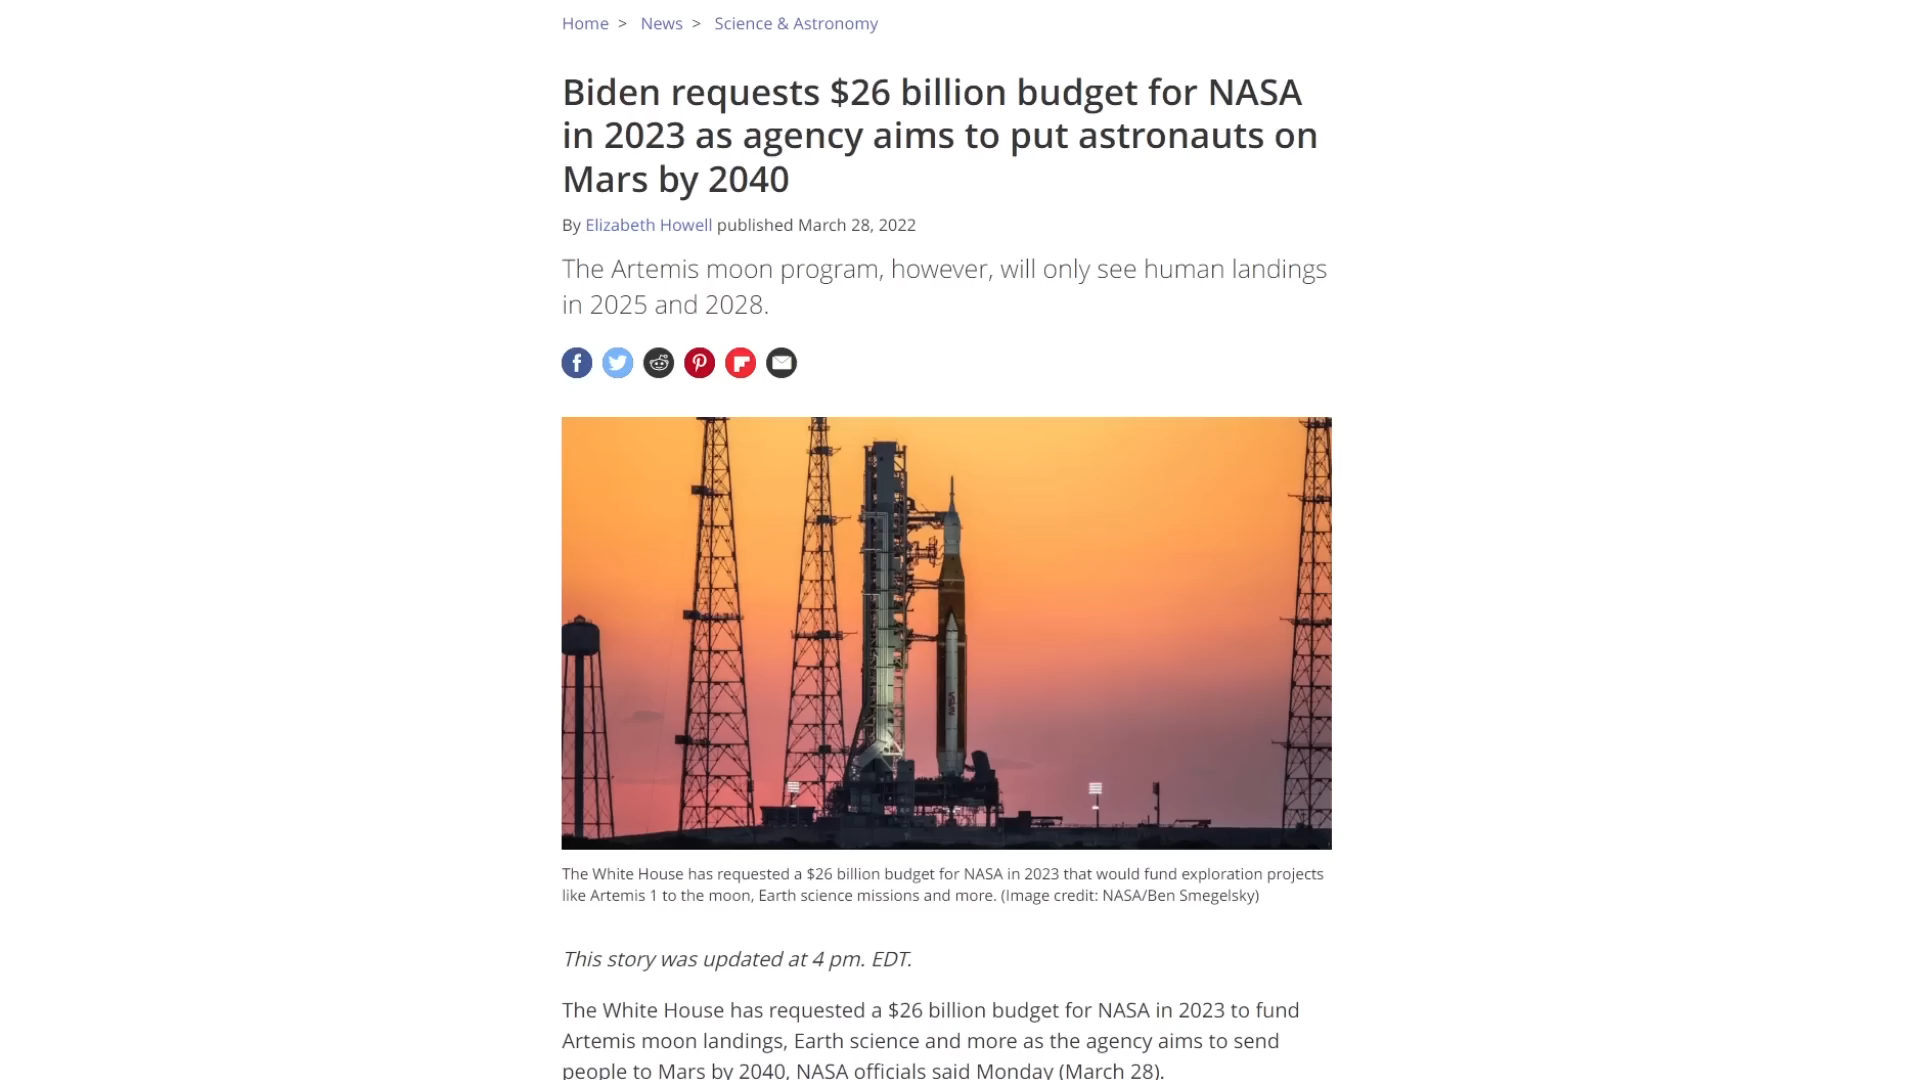 Home > News > Science & Astronomy
Biden requests $26 billion budget for NASA
in 2023 as agency aims to put astronauts on
Mars by 2040
By Elizabeth Howell published March 28, 2022
The Artemis moon program, however, will only see human landings
in 2025 and 2028.
NASA
The White House has requested a $26 billion budget for NASA in 2023 that would fund exploration projects
like Artemis 1 to the moon, Earth science missions and more. (Image credit: NASA/Ben Smegelsky)
This story was updated at 4 pm. EDT.
The White House has requested a $26 billion budget for NASA in 2023 to fund
Artemis moon landings, Earth science and more as the agency aims to send
people to Mars by 2040, NASA officials said Monday (March 28).